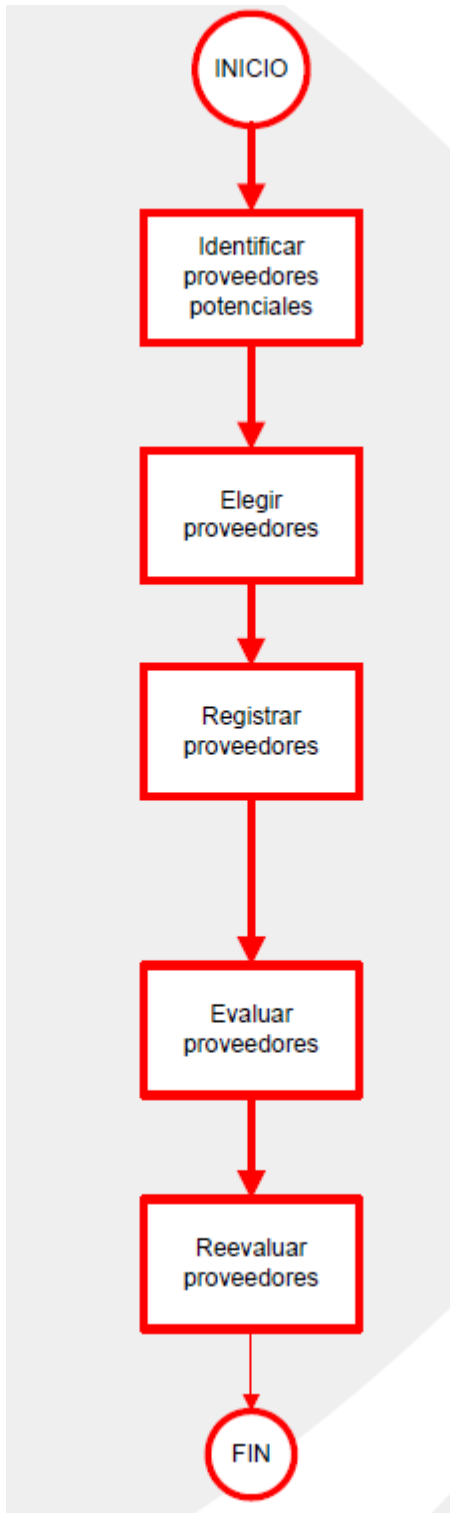 INICIO
Identificar
proveedores
potenciales
Elegir
proveedores
Registrar
proveedores
Evaluar
proveedores
Reevaluar
proveedores
FIN